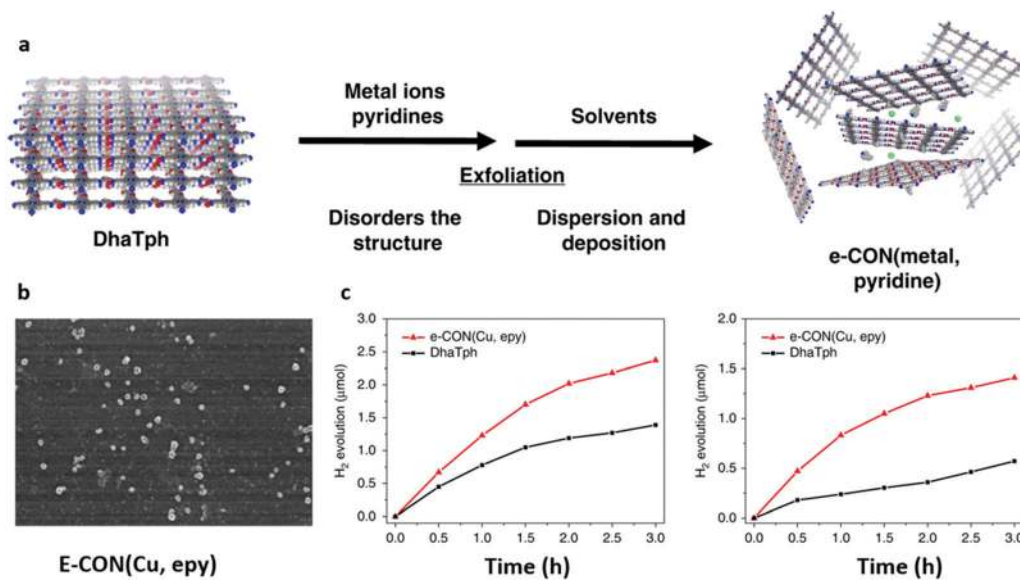 a
DhaTph
Metal ions
pyridines
Solvents
Exfoliation
Disorders the
structure
Dispersion and
deposition
e-CON(metal,
pyridine)
b
E-CON(Cu, epy)
c
3.0
2.5
2.0
1.5
1.0
0.5
0.0
H₂ evolution (μmol)
e-CON(Cu, epy)
DhaTph
0.0 0.5 1.0 1.5 2.0 2.5 3.0
Time (h)
2.0
1.5
1.0
0.5
0.0
H₂ evolution (μmol)
e-CON(Cu, epy)
DhaTph
0.0 0.5 1.0 1.5 2.0 2.5 3.0
Time (h)